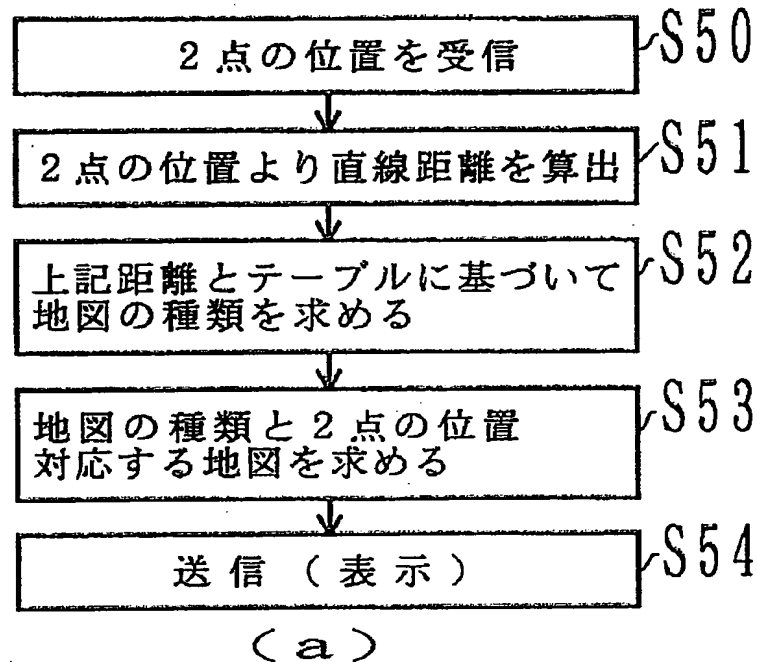 2点の位置を受信
S50
2点の位置より直線距離を算出
S51
上記距離とテーブルに基づいて
地図の種類を求める
S52
地図の種類と2点の位置
対応する地図を求める
S53
送信(表示)
S54
(a)